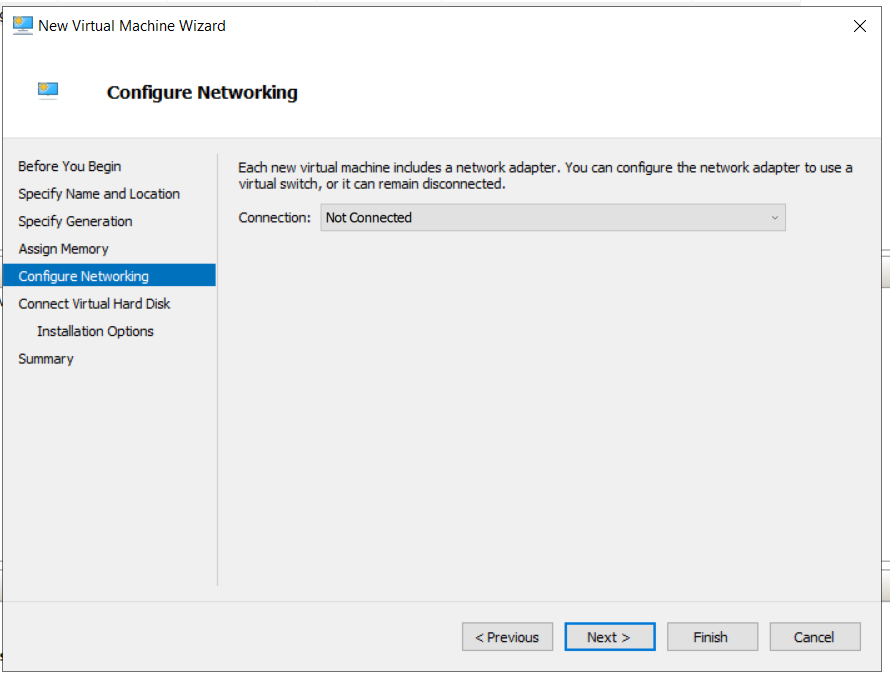 New Virtual Machine Wizard
Configure Networking
Before You Begin
Specify Name and Location
Specify Generation
Assign Memory
Configure Networking
Connect Virtual Hard Disk
Installation Options
Summary
Each new virtual machine includes a network adapter. You can configure the network adapter to use a
virtual switch, or it can remain disconnected.
Connection: Not Connected
< Previous Next > Finish Cancel